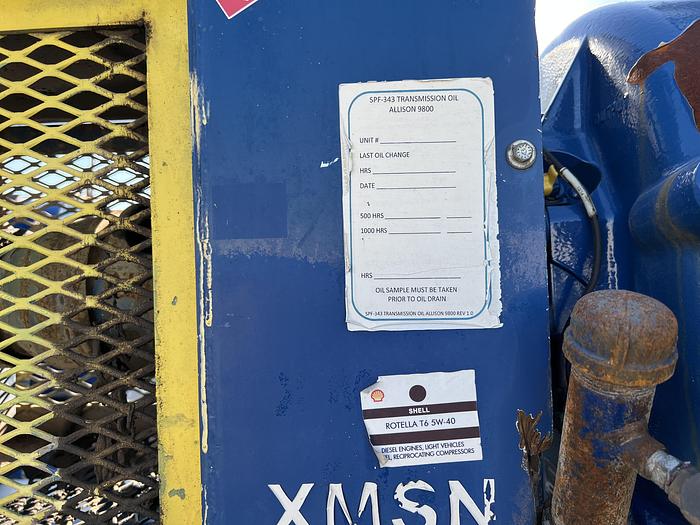 SPF-343 TRANSMISSION OIL
ALLISON 9800
UNIT #
LAST OIL CHANGE
HRS
DATE
500 HRS
1000 HRS
HRS
OIL SAMPLE MUST BE TAKEN
PRIOR TO OIL DRAIN
SPF-343 TRANSMISSION OIL ALLISON 9800 REV 1.0
SHELL
ROTELLA T6 5W-40
DIESEL ENGINES, LIGHT VEHICLES
RECIPROCATING COMPRESSORS
XMSN